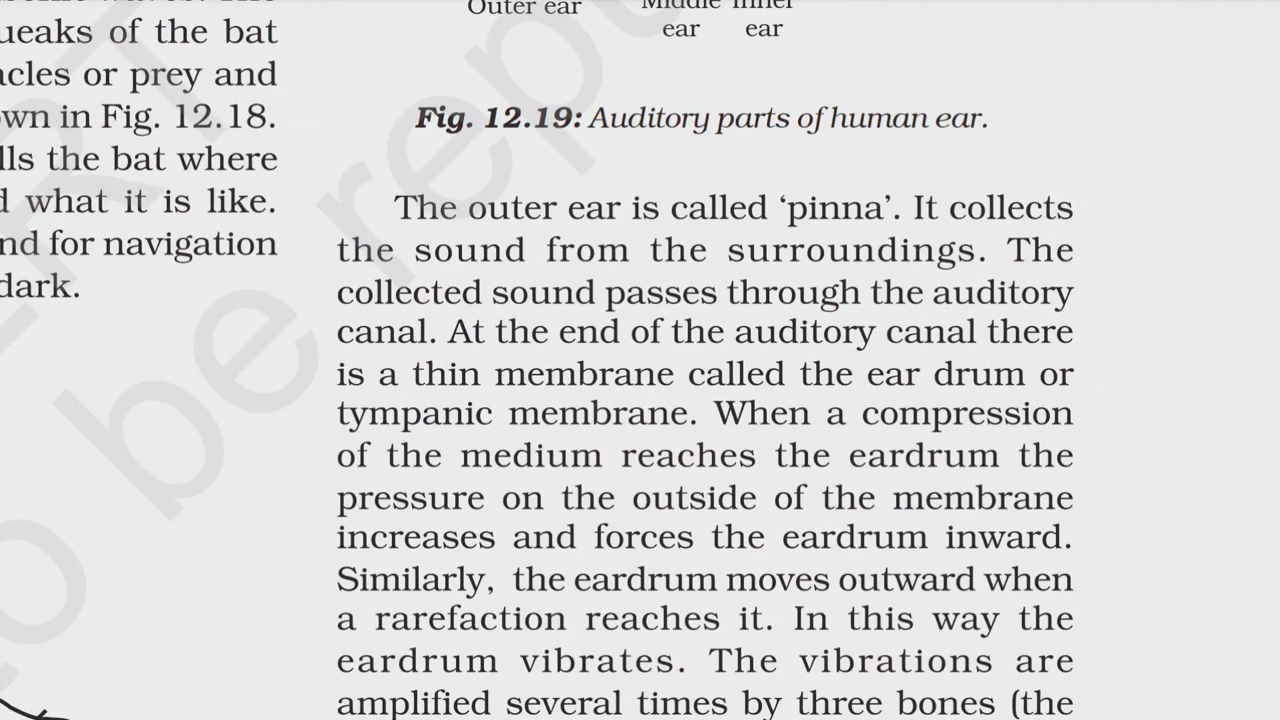 ueaks of the bat
acles or prey and
own in Fig. 12.18.
lls the bat where
d what it is like.
nd for navigation
dark.
Outer ear Middle Inner
ear ear
Fig. 12.19: Auditory parts of human ear.
The outer ear is called ‘pinna’. It collects
the sound from the surroundings. The
collected sound passes through the auditory
canal. At the end of the auditory canal there
is a thin membrane called the ear drum or
tympanic membrane. When a compression
of the medium reaches the eardrum the
pressure on the outside of the membrane
increases and forces the eardrum inward.
Similarly, the eardrum moves outward when
a rarefaction reaches it. In this way the
eardrum vibrates. The vibrations are
amplified several times by three bones (the